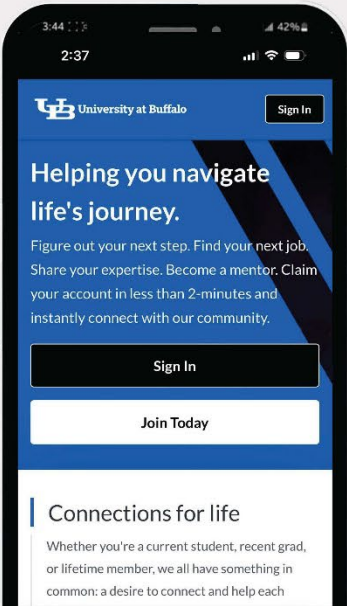 3:44 42%
2:37
UB University at Buffalo
Sign In
Helping you navigate
life's journey.
Figure out your next step. Find your next job.
Share your expertise. Become a mentor. Claim
your account in less than 2-minutes and
instantly connect with our community.
Sign In
Join Today
Connections for life
Whether you're a current student, recent grad,
or lifetime member, we all have something in
common: a desire to connect and help each